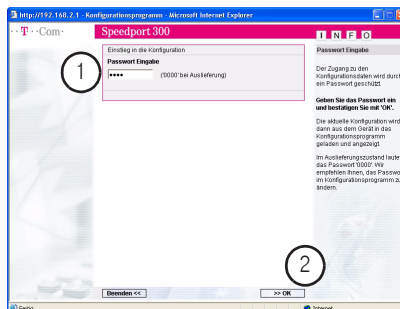 http://192.168.2.1 - Konfigurationsprogramm - Microsoft Internet Explorer
··T··Com·
Speedport 300
INFO
Einstieg in die Konfiguration
Passwort Eingabe
1
••••
('0000' bei Auslieferung)
Passwort Eingabe
Der Zugang zu den
Konfigurationsdaten wird durch
ein Passwort geschützt.
Geben Sie das Passwort ein
und bestätigen Sie mit 'OK'.
Die aktuelle Konfiguration wird
dann aus dem Gerät in das
Konfigurationsprogramm
geladen und angezeigt.
Im Auslieferungszustand laute
das Passwort '0000'. Wir
empfehlen Ihnen, das Passwo
im Konfigurationsprogramm zu
ändern.
2
Beenden <<
>> OK
Fertig
Internet